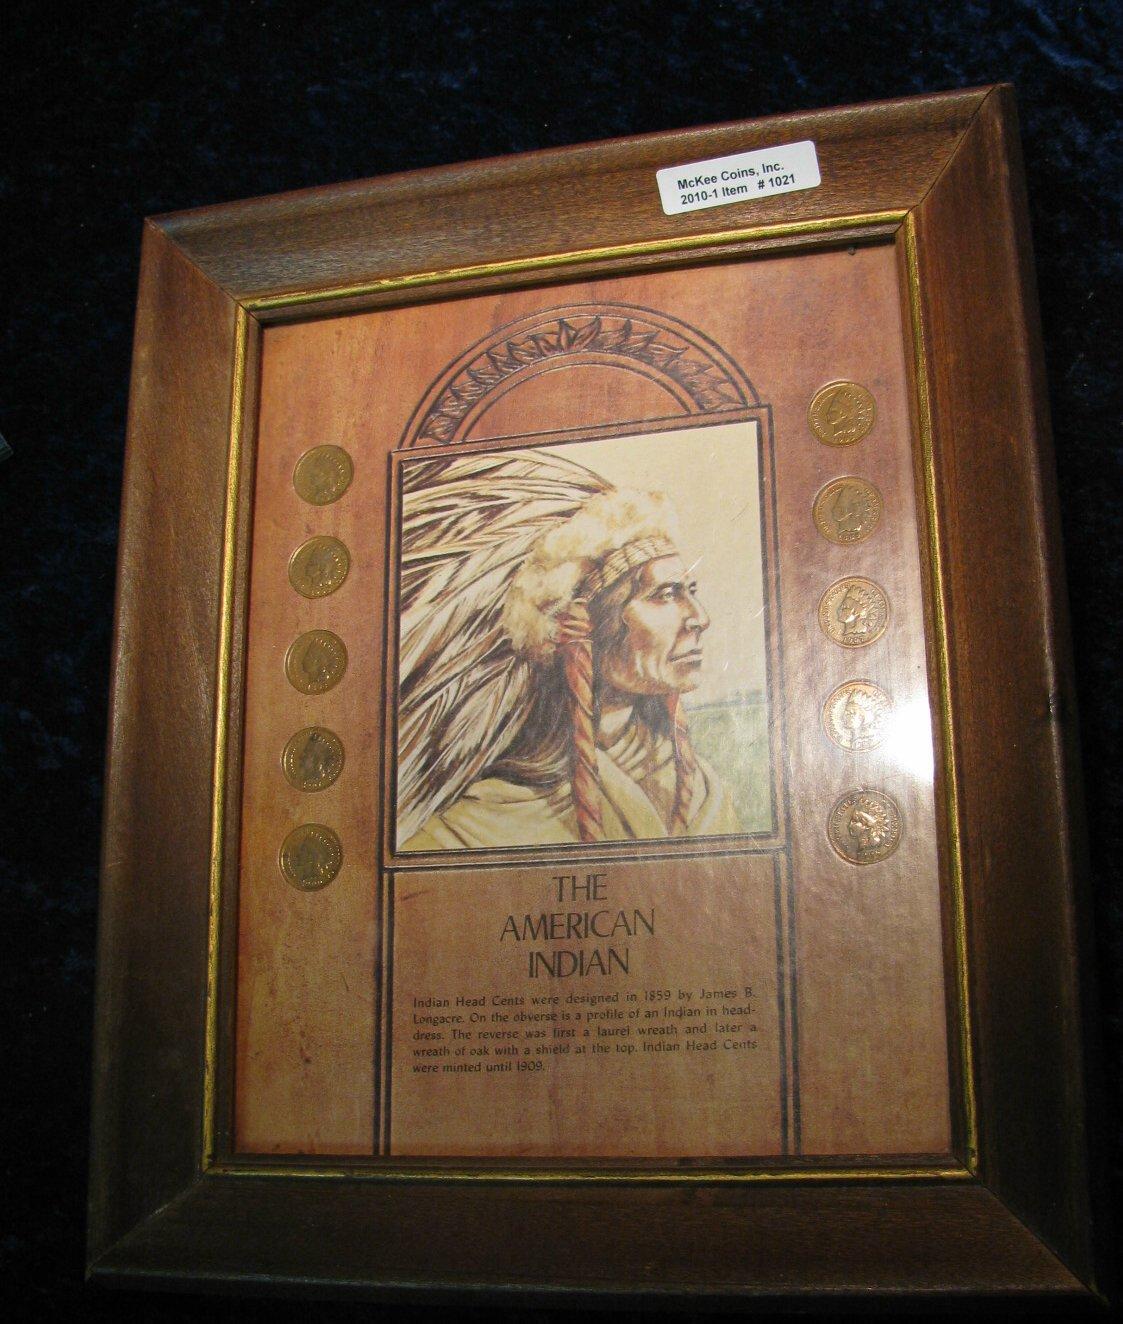 McKee Coins, Inc.
2010-1 Item # 1021
THE
AMERICAN
INDIAN
Indian Head Cents were designed in 1859 by James B.
Longacre. On the obverse is a profile of an Indian in head-
dress. The reverse was first a laurel wreath and later a
wreath of oak with a shield at the top. Indian Head Cents
were minted until 1909.